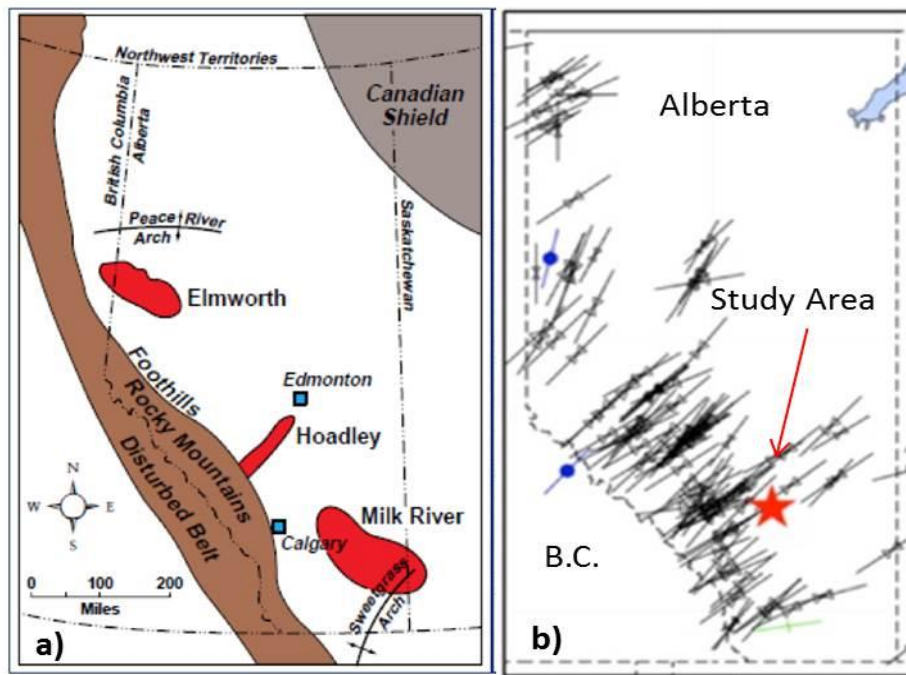 Northwest Territories
Canadian
Shield
British Columbia
Alberta
Saskatchewan
Peace River
Arch
Elmworth
Foothills
Rocky Mountains
Disturbed Belt
Edmonton
Hoadley
N
W E
S
Milk River
Calgary
0 100 200
Miles
Sweetgrass
Arch
a)
Alberta
Study Area
B.C.
b)